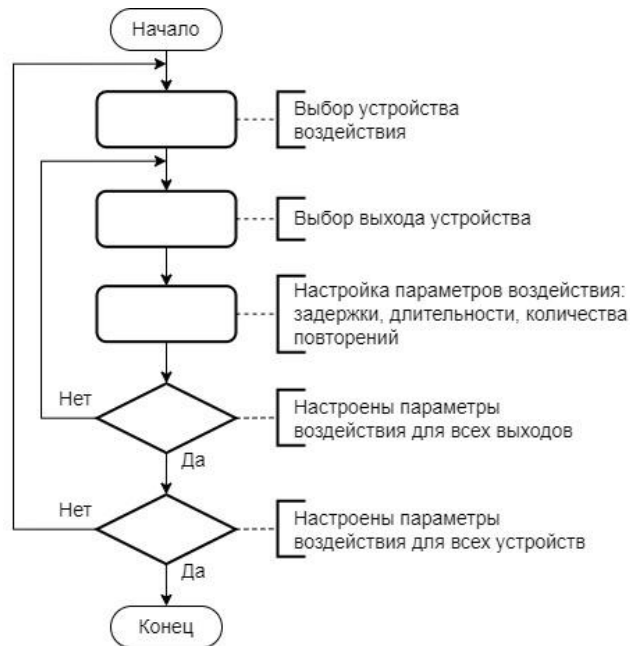 Начало
Выбор устройства
воздействия
Выбор выхода устройства
Настройка параметров воздействия:
задержки, длительности, количества
повторений
Нет
Настроены параметры
воздействия для всех выходов
Да
Нет
Настроены параметры
воздействия для всех устройств
Да
Конец